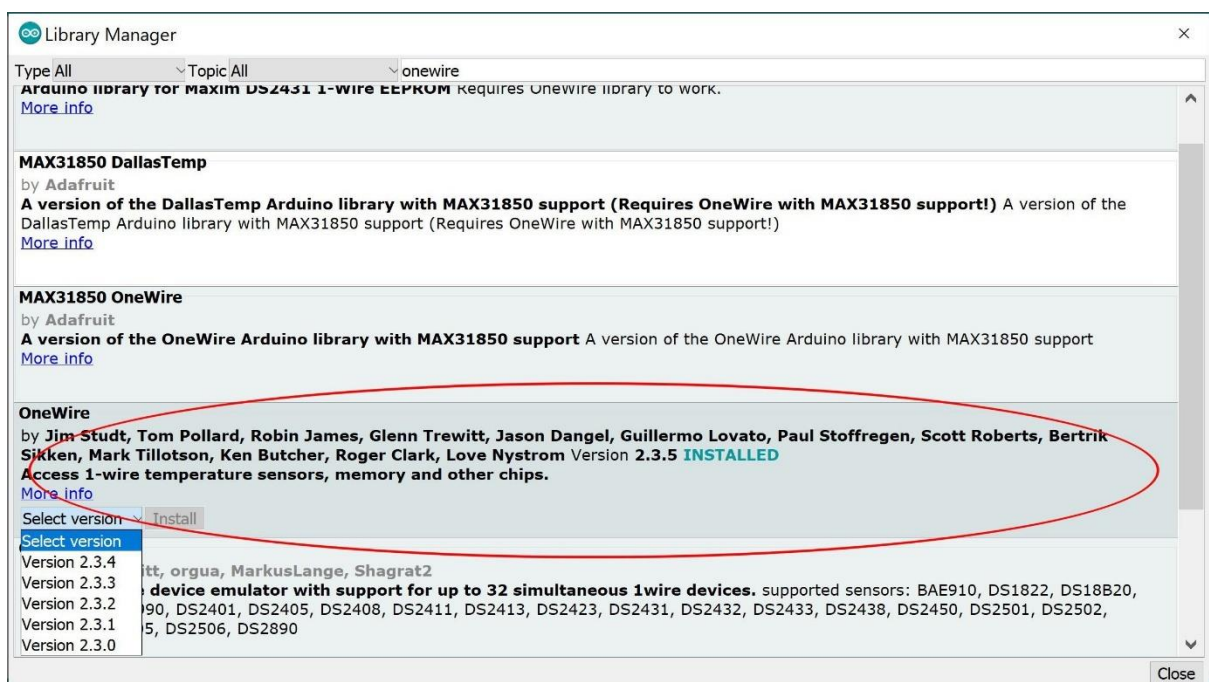 Library Manager
Type All Topic All onewire
Arduino library for Maxim DS2431 1-Wire EEPROM Requires OneWire library to work.
More info
MAX31850 DallasTemp
by Adafruit
A version of the DallasTemp Arduino library with MAX31850 support (Requires OneWire with MAX31850 support!) A version of the
DallasTemp Arduino library with MAX31850 support (Requires OneWire with MAX31850 support!)
More info
MAX31850 OneWire
by Adafruit
A version of the OneWire Arduino library with MAX31850 support A version of the OneWire Arduino library with MAX31850 support
More info
OneWire
by Jim Studt, Tom Pollard, Robin James, Glenn Trewitt, Jason Dangel, Guillermo Lovato, Paul Stoffregen, Scott Roberts, Bertrik
Sikken, Mark Tillotson, Ken Butcher, Roger Clark, Love Nystrom Version 2.3.5 INSTALLED
Access 1-wire temperature sensors, memory and other chips.
More info
Select version Install
Select version
Version 2.3.4
Version 2.3.3
Version 2.3.2
Version 2.3.1
Version 2.3.0
itt, orgua, MarkusLange, Shagrat2
device emulator with support for up to 32 simultaneous 1wire devices. supported sensors: BAE910, DS1822, DS18B20,
90, DS2401, DS2405, DS2408, DS2411, DS2413, DS2423, DS2431, DS2432, DS2433, DS2438, DS2450, DS2501, DS2502,
5, DS2506, DS2890
Close